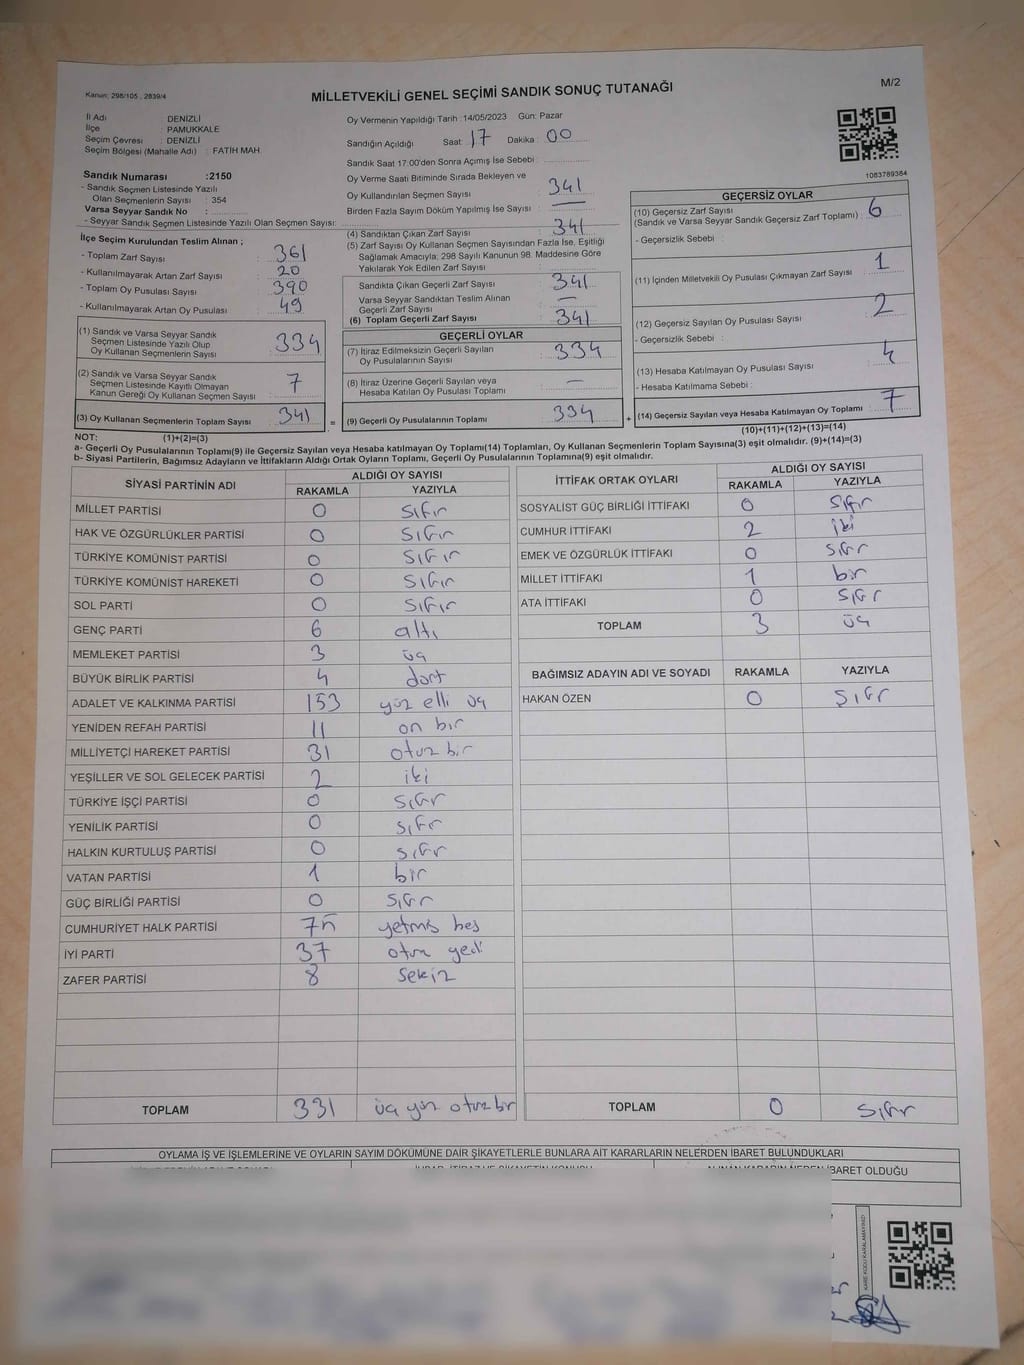 Kanun: 298/105 , 2839/4
MİLLETVEKİLİ GENEL SEÇİMİ SANDIK SONUÇ TUTANAĞI
M/2
İl Adı : DENİZLİ
İlçe : PAMUKKALE
Seçim Çevresi : DENİZLİ
Seçim Bölgesi (Mahalle Adı) : FATİH MAH.
Sandık Numarası :2150
- Sandık Seçmen Listesinde Yazılı
Olan Seçmenlerin Sayısı : 354
Varsa Seyyar Sandık No :
- Seyyar Sandık Seçmen Listesinde Yazılı Olan Seçmen Sayısı:
İlçe Seçim Kurulundan Teslim Alınan ;
- Toplam Zarf Sayısı : 361
- Kullanılmayarak Artan Zarf Sayısı : 20
- Toplam Oy Pusulası Sayısı : 390
- Kullanılmayarak Artan Oy Pusulası : 49
(1) Sandık ve Varsa Seyyar Sandık
Seçmen Listesinde Yazılı Olup
Oy Kullanan Seçmenlerin Sayısı : 334
(2) Sandık ve Varsa Seyyar Sandık
Seçmen Listesinde Kayıtlı Olmayan
Kanun Gereği Oy Kullanan Seçmen Sayısı : 7
(3) Oy Kullanan Seçmenlerin Toplam Sayısı : 341
(1)+(2)=(3)
Oy Vermenin Yapıldığı Tarih :14/05/2023 Gün: Pazar
Sandığın Açıldığı Saat: 17 Dakika : 00
Sandık Saat 17:00'den Sonra Açımış İse Sebebi :
Oy Verme Saati Bitiminde Sırada Bekleyen ve
Oy Kullandırılan Seçmen Sayısı : 341
Birden Fazla Sayım Döküm Yapılmış İse Sayısı : —
(4) Sandıktan Çıkan Zarf Sayısı : 341
(5) Zarf Sayısı Oy Kullanan Seçmen Sayısından Fazla İse, Eşitliği
Sağlamak Amacıyla; 298 Sayılı Kanunun 98. Maddesine Göre
Yakılarak Yok Edilen Zarf Sayısı :
Sandıkta Çıkan Geçerli Zarf Sayısı : 341
Varsa Seyyar Sandıktan Teslim Alınan
Geçerli Zarf Sayısı : —
(6) Toplam Geçerli Zarf Sayısı : 341
GEÇERLİ OYLAR
(7) İtiraz Edilmeksizin Geçerli Sayılan
Oy Pusulalarının Sayısı : 334
(8) İtiraz Üzerine Geçerli Sayılan veya
Hesaba Katılan Oy Pusulası Toplamı : —
= (9) Geçerli Oy Pusulalarının Toplamı : 334 +
1083789384
GEÇERSİZ OYLAR
(10) Geçersiz Zarf Sayısı
(Sandık ve Varsa Seyyar Sandık Geçersiz Zarf Toplamı) : 6
- Geçersizlik Sebebi :
(11) İçinden Milletvekili Oy Pusulası Çıkmayan Zarf Sayısı : 1
(12) Geçersiz Sayılan Oy Pusulası Sayısı : 2
- Geçersizlik Sebebi :
(13) Hesaba Katılmayan Oy Pusulası Sayısı : 4
- Hesaba Katılmama Sebebi :
(14) Geçersiz Sayılan veya Hesaba Katılmayan Oy Toplamı : 7
(10)+(11)+(12)+(13)=(14)
NOT:
a- Geçerli Oy Pusulalarının Toplamı(9) ile Geçersiz Sayılan veya Hesaba katılmayan Oy Toplamı(14) Toplamları, Oy Kullanan Seçmenlerin Toplam Sayısına(3) eşit olmalıdır. (9)+(14)=(3)
b- Siyasi Partilerin, Bağımsız Adayların ve İttifakların Aldığı Ortak Oyların Toplamı, Geçerli Oy Pusulalarının Toplamına(9) eşit olmalıdır.
SİYASİ PARTİNİN ADI ALDIĞI OY SAYISI
RAKAMLA YAZIYLA
MİLLET PARTİSİ 0 sıfır
HAK VE ÖZGÜRLÜKLER PARTİSİ 0 sıfır
TÜRKİYE KOMÜNİST PARTİSİ 0 sıfır
TÜRKİYE KOMÜNİST HAREKETİ 0 sıfır
SOL PARTİ 0 sıfır
GENÇ PARTİ 6 altı
MEMLEKET PARTİSİ 3 üç
BÜYÜK BİRLİK PARTİSİ 4 dört
ADALET VE KALKINMA PARTİSİ 153 yüz elli üç
YENİDEN REFAH PARTİSİ 11 on bir
MİLLİYETÇİ HAREKET PARTİSİ 31 otuz bir
YEŞİLLER VE SOL GELECEK PARTİSİ 2 iki
TÜRKİYE İŞÇİ PARTİSİ 0 sıfır
YENİLİK PARTİSİ 0 sıfır
HALKIN KURTULUŞ PARTİSİ 0 sıfır
VATAN PARTİSİ 1 bir
GÜÇ BİRLİĞİ PARTİSİ 0 sıfır
CUMHURİYET HALK PARTİSİ 75 yetmiş beş
İYİ PARTİ 37 otuz yedi
ZAFER PARTİSİ 8 sekiz
TOPLAM 331 üç yüz otuz bir
İTTİFAK ORTAK OYLARI ALDIĞI OY SAYISI
RAKAMLA YAZIYLA
SOSYALİST GÜÇ BİRLİĞİ İTTİFAKI 0 sıfır
CUMHUR İTTİFAKI 2 iki
EMEK VE ÖZGÜRLÜK İTTİFAKI 0 sıfır
MİLLET İTTİFAKI 1 bir
ATA İTTİFAKI 0 sıfır
TOPLAM 3 üç
BAĞIMSIZ ADAYIN ADI VE SOYADI RAKAMLA YAZIYLA
HAKAN ÖZEN 0 sıfır
TOPLAM 0 sıfır
OYLAMA İŞ VE İŞLEMLERİNE VE OYLARIN SAYIM DÖKÜMÜNE DAİR ŞİKAYETLERLE BUNLARA AİT KARARLARIN NELERDEN İBARET BULUNDUKLARI
İBARET OLDUĞU
KARE KODU KARALAMAYINIZ!